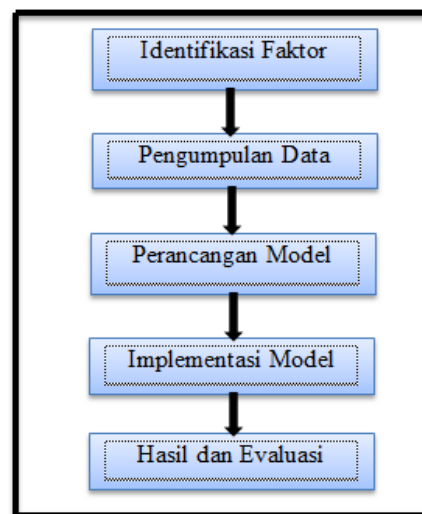 Identifikasi Faktor
Pengumpulan Data
Perancangan Model
Implementasi Model
Hasil dan Evaluasi